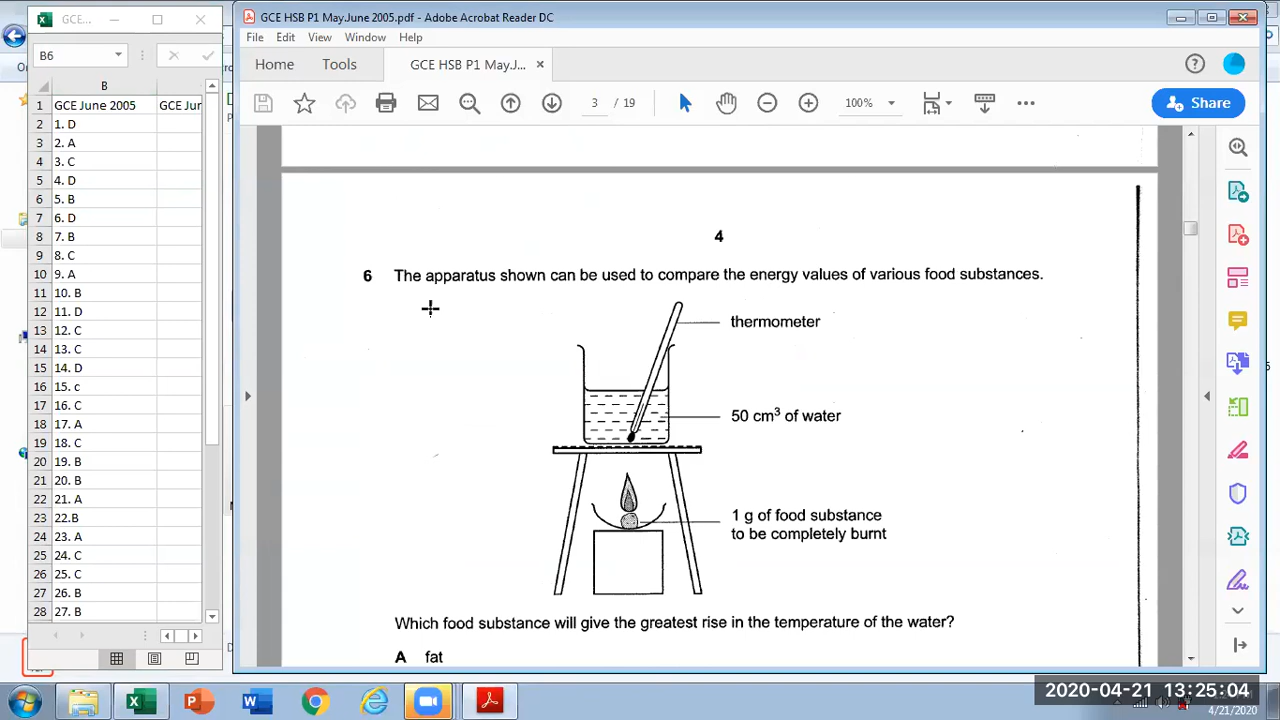 GCE...
GCE HSB P1 May.June 2005.pdf - Adobe Acrobat Reader DC
File Edit View Window Help
B6
Home Tools GCE HSB P1 May.J... ×
3 / 19 100% Share
B
1 GCE June 2005 GCE Jur
2 1. D
3 2. A
4 3. C
5 4. D
6 5. B
7 6. D
8 7. B
9 8. C
10 9. A
11 10. B
12 11. D
13 12. C
14 13. C
15 14. D
16 15. c
17 16. C
18 17. A
19 18. C
20 19. B
21 20. B
22 21. A
23 22.B
24 23. A
25 24. C
26 25. C
27 26. B
28 27. B
4
6 The apparatus shown can be used to compare the energy values of various food substances.
thermometer
50 cm³ of water
1 g of food substance
to be completely burnt
Which food substance will give the greatest rise in the temperature of the water?
A fat
2020-04-21 13:25:04
4/21/2020